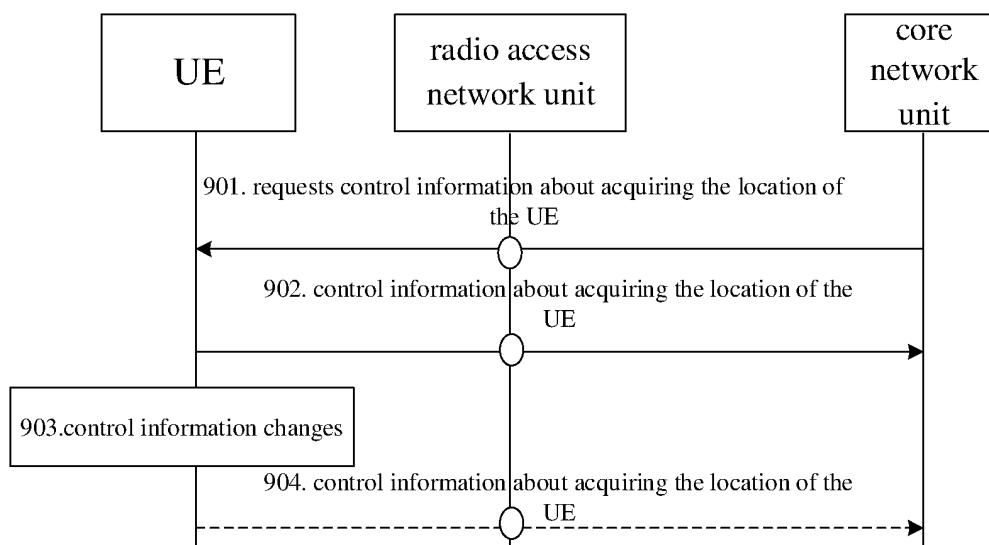 UE
radio access
network unit
core
network
unit
901. requests control information about acquiring the location of
the UE
902. control information about acquiring the location of the
UE
903.control information changes
904. control information about acquiring the location of the
UE